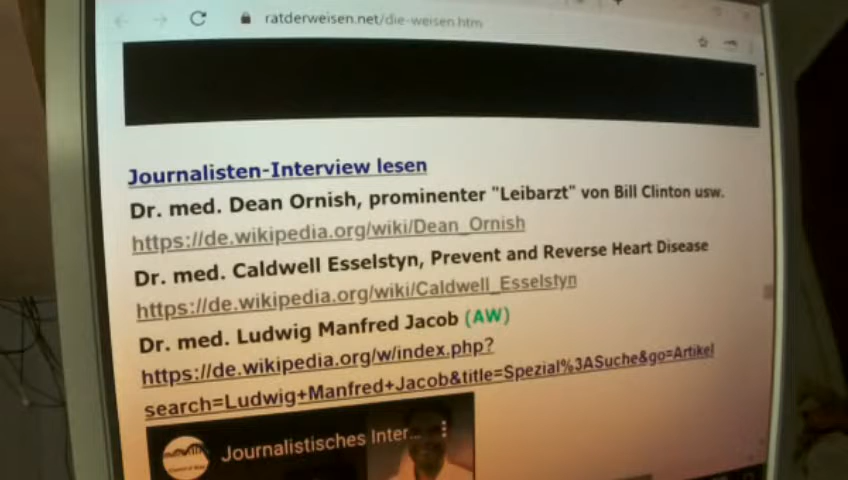 ratderweisen.net/die-weisen.htm
Journalisten-Interview lesen
Dr. med. Dean Ornish, prominenter "Leibarzt" von Bill Clinton usw.
https://de.wikipedia.org/wiki/Dean_Ornish
Dr. med. Caldwell Esselstyn, Prevent and Reverse Heart Disease
https://de.wikipedia.org/wiki/Caldwell_Esselstyn
Dr. med. Ludwig Manfred Jacob (AW)
https://de.wikipedia.org/w/index.php?
search=Ludwig+Manfred+Jacob&title=Spezial%3ASuche&go=Artikel
Journalistisches Inter...